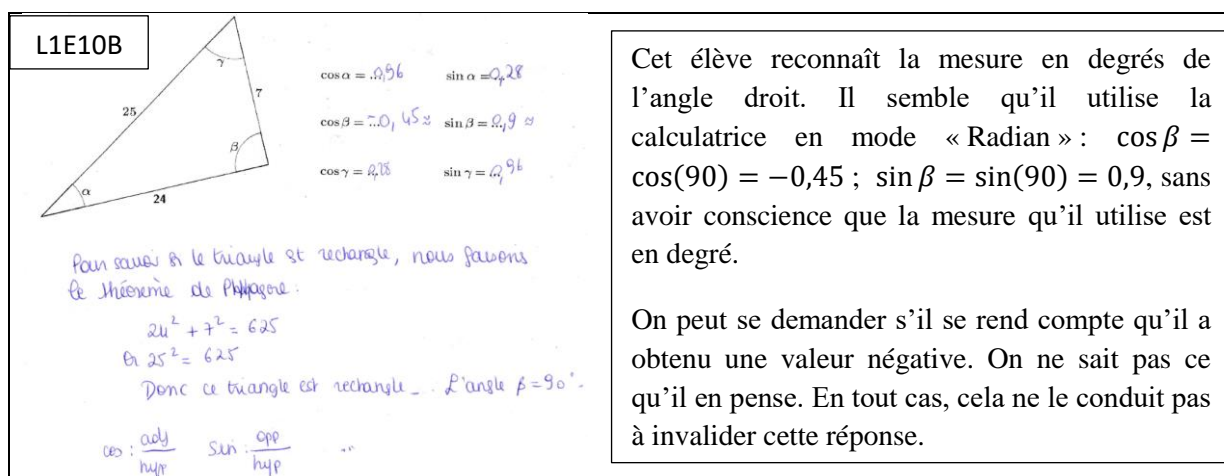 L1E10B
γ
25
7
β
α
24
cos α = ..0,96 sin α = 0,28
cos β = -0,45 ≈ sin β = 0,9 ≈
cos γ = 0,28 sin γ = 0,96
Pour savoir si le triangle est rectangle, nous faisons
le théorème de Pythagore :
24² + 7² = 625
Or 25² = 625
Donc ce triangle est rectangle. L'angle β = 90°.
cos : adj/hyp sin : opp/hyp ...
Cet élève reconnaît la mesure en degrés de
l'angle droit. Il semble qu'il utilise la
calculatrice en mode « Radian » : cos β =
cos(90) = −0,45 ; sin β = sin(90) = 0,9, sans
avoir conscience que la mesure qu'il utilise est
en degré.
On peut se demander s'il se rend compte qu'il a
obtenu une valeur négative. On ne sait pas ce
qu'il en pense. En tout cas, cela ne le conduit pas
à invalider cette réponse.